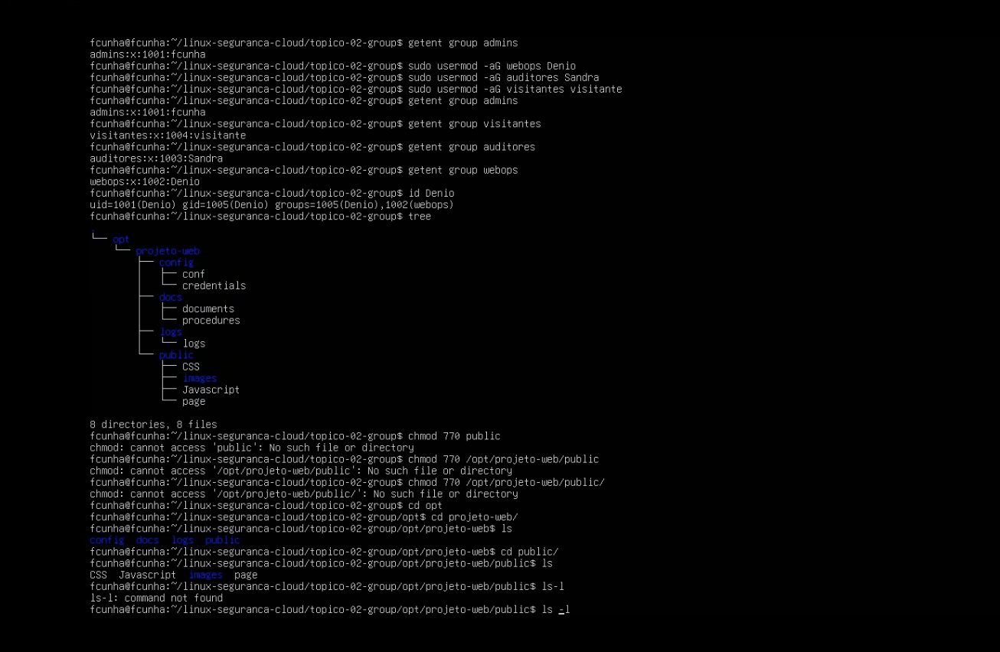 fcunha@fcunha:~/linux-seguranca-cloud/topico-02-group$ getent group admins
admins:x:1001:fcunha
fcunha@fcunha:~/linux-seguranca-cloud/topico-02-group$ sudo usermod -aG webops Denio
fcunha@fcunha:~/linux-seguranca-cloud/topico-02-group$ sudo usermod -aG auditores Sandra
fcunha@fcunha:~/linux-seguranca-cloud/topico-02-group$ sudo usermod -aG visitantes visitante
fcunha@fcunha:~/linux-seguranca-cloud/topico-02-group$ getent group admins
admins:x:1001:fcunha
fcunha@fcunha:~/linux-seguranca-cloud/topico-02-group$ getent group visitantes
visitantes:x:1004:visitante
fcunha@fcunha:~/linux-seguranca-cloud/topico-02-group$ getent group auditores
auditores:x:1003:Sandra
fcunha@fcunha:~/linux-seguranca-cloud/topico-02-group$ getent group webops
webops:x:1002:Denio
fcunha@fcunha:~/linux-seguranca-cloud/topico-02-group$ id Denio
uid=1001(Denio) gid=1005(Denio) groups=1005(Denio),1002(webops)
fcunha@fcunha:~/linux-seguranca-cloud/topico-02-group$ tree
.
└── opt
    └── projeto-web
        ├── config
        │   ├── conf
        │   └── credentials
        ├── docs
        │   ├── documents
        │   └── procedures
        ├── logs
        │   └── logs
        └── public
            ├── CSS
            ├── images
            ├── Javascript
            └── page
8 directories, 8 files
fcunha@fcunha:~/linux-seguranca-cloud/topico-02-group$ chmod 770 public
chmod: cannot access 'public': No such file or directory
fcunha@fcunha:~/linux-seguranca-cloud/topico-02-group$ chmod 770 /opt/projeto-web/public
chmod: cannot access '/opt/projeto-web/public': No such file or directory
fcunha@fcunha:~/linux-seguranca-cloud/topico-02-group$ chmod 770 /opt/projeto-web/public/
chmod: cannot access '/opt/projeto-web/public/': No such file or directory
fcunha@fcunha:~/linux-seguranca-cloud/topico-02-group$ cd opt
fcunha@fcunha:~/linux-seguranca-cloud/topico-02-group/opt$ cd projeto-web/
fcunha@fcunha:~/linux-seguranca-cloud/topico-02-group/opt/projeto-web$ ls
config  docs  logs  public
fcunha@fcunha:~/linux-seguranca-cloud/topico-02-group/opt/projeto-web$ cd public/
fcunha@fcunha:~/linux-seguranca-cloud/topico-02-group/opt/projeto-web/public$ ls
CSS  Javascript  images  page
fcunha@fcunha:~/linux-seguranca-cloud/topico-02-group/opt/projeto-web/public$ ls-l
ls-l: command not found
fcunha@fcunha:~/linux-seguranca-cloud/topico-02-group/opt/projeto-web/public$ ls -l